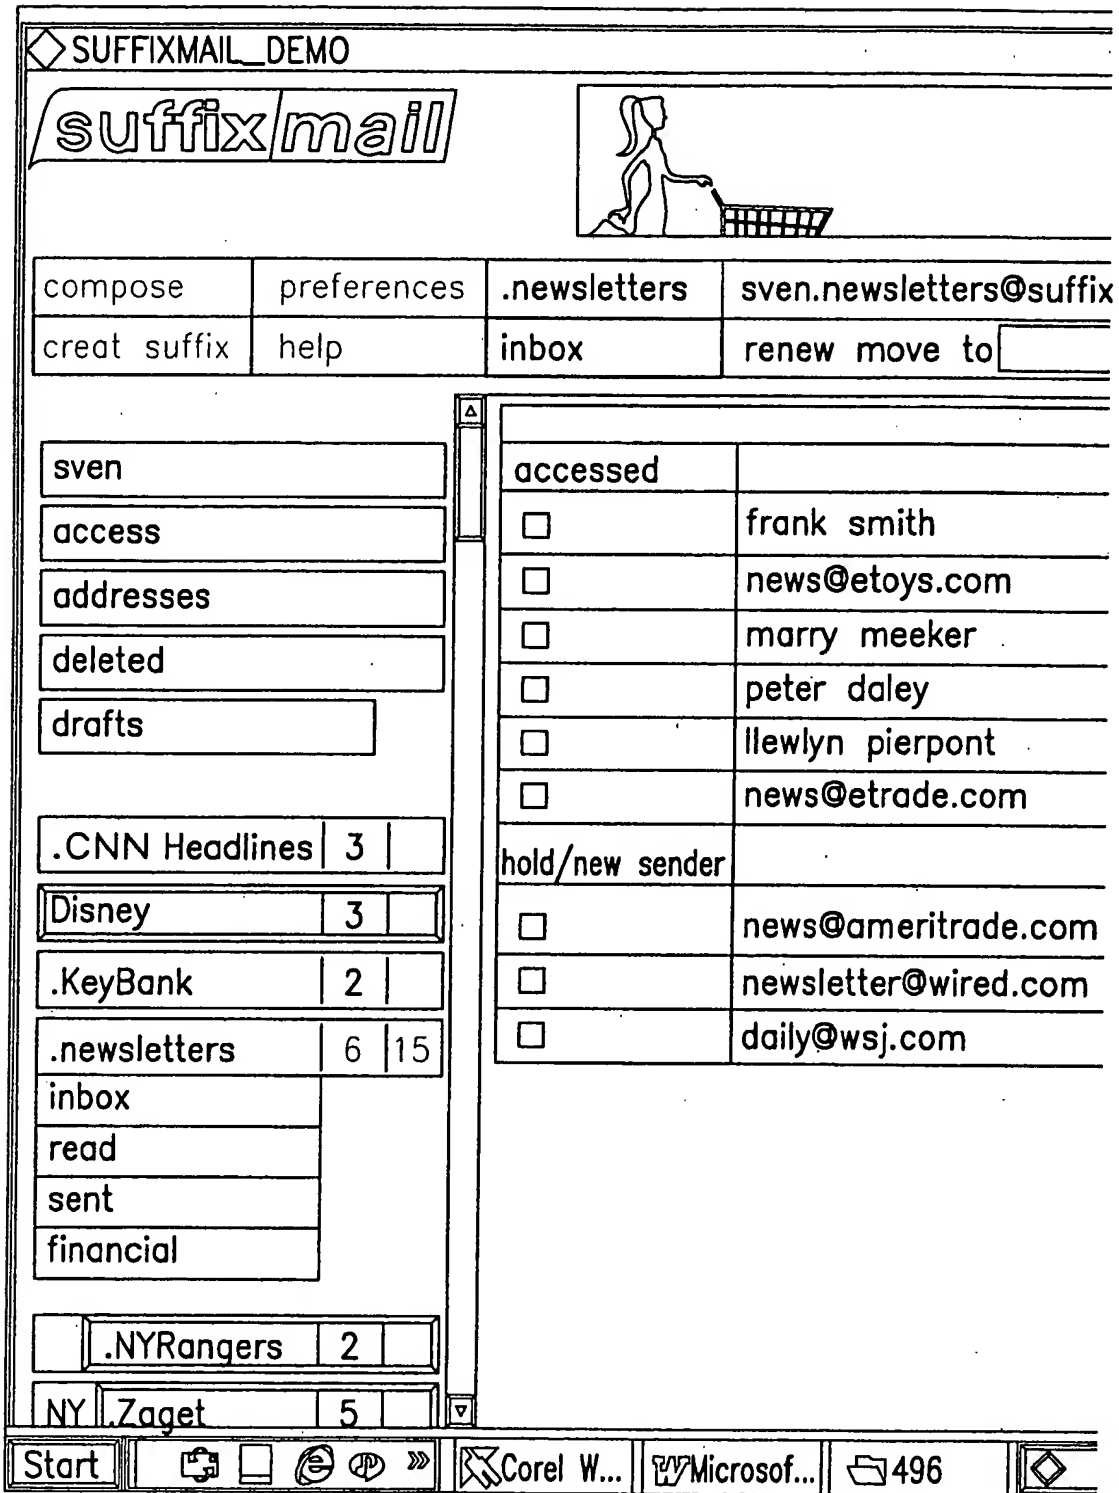 SUFFIXMAIL_DEMO
suffix/mail
compose preferences .newsletters sven.newsletters@suffix
creat suffix help inbox renew move to
sven
access
addresses
deleted
drafts
.CNN Headlines 3
Disney 3
.KeyBank 2
.newsletters 6 15
inbox
read
sent
financial
.NYRangers 2
NY .Zaget 5
accessed
frank smith
news@etoys.com
marry meeker
peter daley
llewlyn pierpont
news@etrade.com
hold/new sender
news@ameritrade.com
newsletter@wired.com
daily@wsj.com
Start Corel W... W Microsof... 496